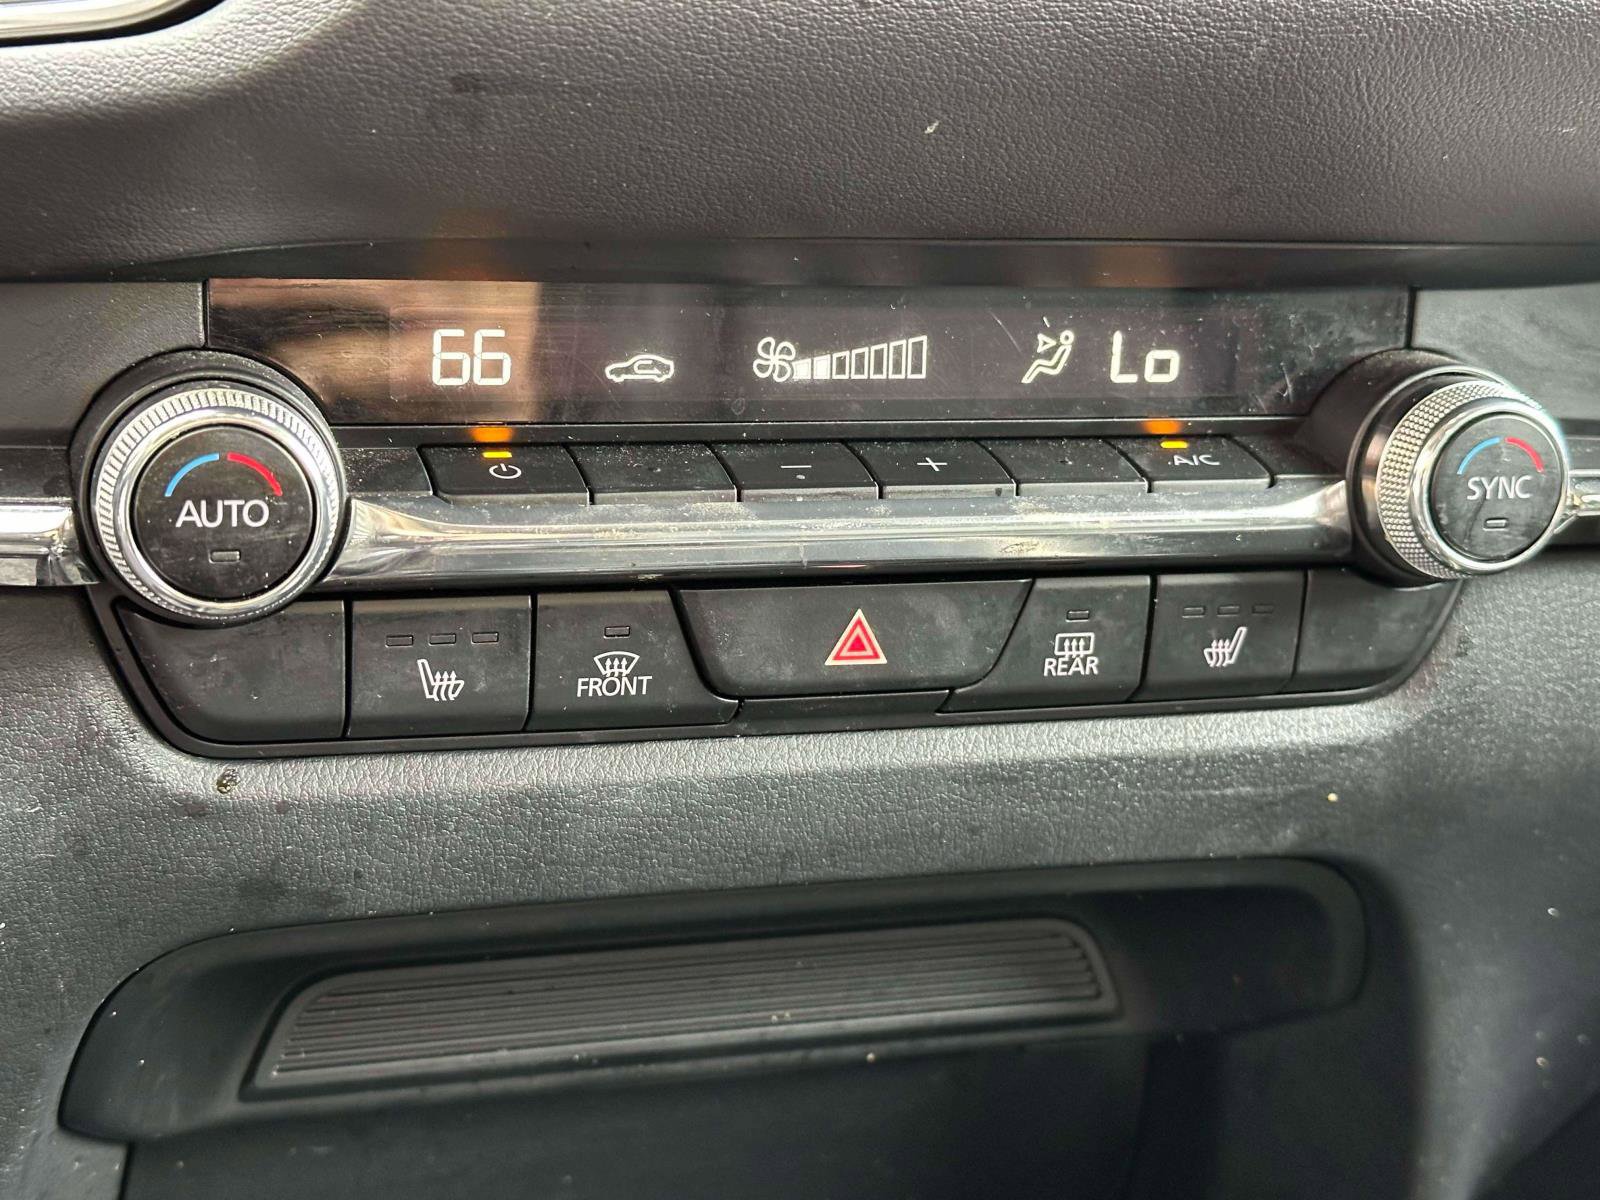 66 Lo
− + A/C
AUTO
SYNC
FRONT
REAR